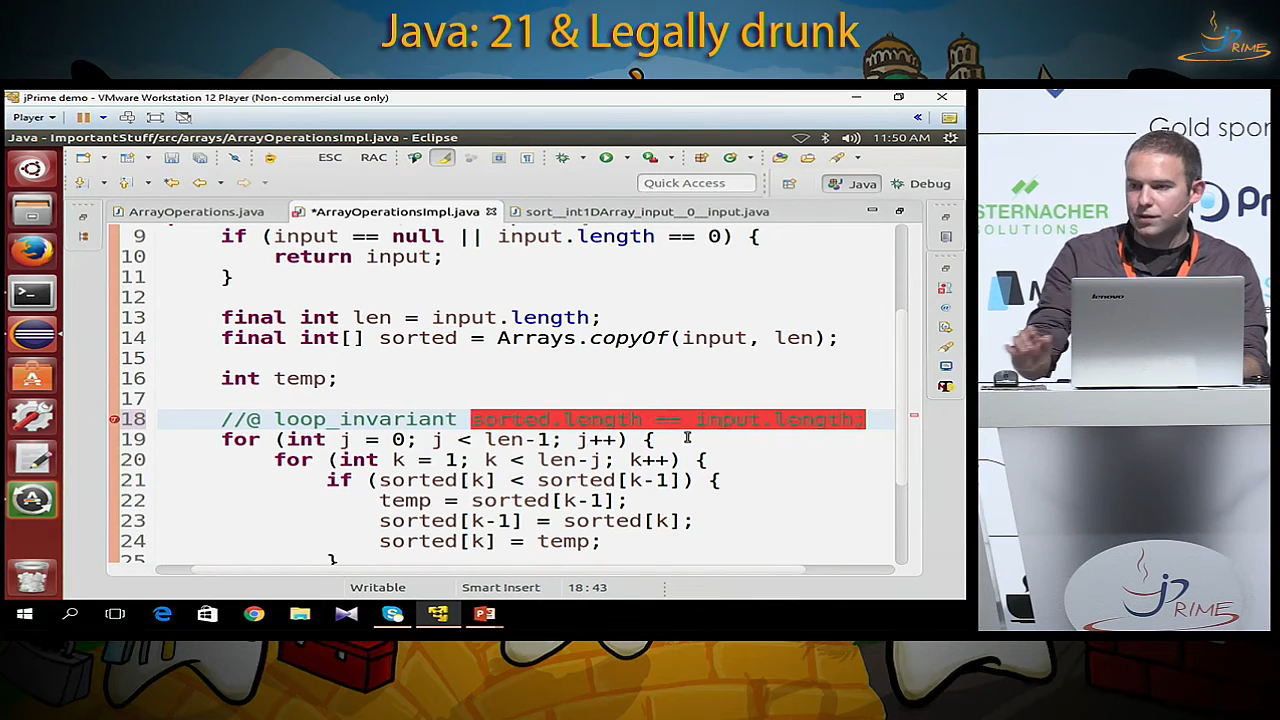 Java: 21 & Legally drunk
jPRIME
jPrime demo - VMware Workstation 12 Player (Non-commercial use only)
Player
Java - ImportantStuff/src/arrays/ArrayOperationsImpl.java - Eclipse
11:50 AM
ESC RAC
Quick Access
Java
Debug
ArrayOperations.java
*ArrayOperationsImpl.java
sort__int1DArray_input__0__input.java
9 if (input == null || input.length == 0) {
10 return input;
11 }
12
13 final int len = input.length;
14 final int[] sorted = Arrays.copyOf(input, len);
15
16 int temp;
17
18 //@ loop_invariant sorted.length == input.length;
19 for (int j = 0; j < len-1; j++) {
20 for (int k = 1; k < len-j; k++) {
21 if (sorted[k] < sorted[k-1]) {
22 temp = sorted[k-1];
23 sorted[k-1] = sorted[k];
24 sorted[k] = temp;
25 }
Writable
Smart Insert
18:43
Gold spon
STERNACHER
SOLUTIONS
Pr
M
lenovo
jPRIME